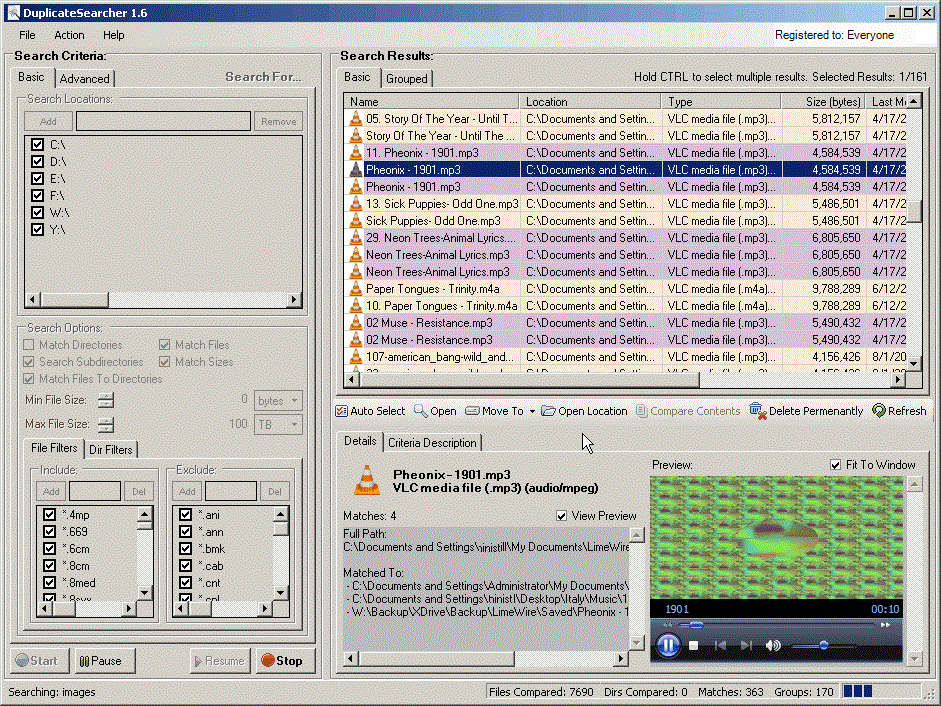 DuplicateSearcher 1.6
File Action Help
Registered to: Everyone
Search Criteria:
Basic Advanced Search For...
Search Locations:
Add Remove
C:\
D:\
E:\
F:\
W:\
Y:\
Search Options:
Match Directories Match Files
Search Subdirectories Match Sizes
Match Files To Directories
Min File Size: 0 bytes
Max File Size: 100 TB
File Filters Dir Filters
Include: Exclude:
Add Del Add Del
*.4mp *.ani
*.669 *.ann
*.6cm *.bmk
*.8cm *.cab
*.8med *.cnt
Start Pause Resume Stop
Search Results:
Basic Grouped Hold CTRL to select multiple results. Selected Results: 1/161
Name Location Type Size (bytes) Last M
05. Story Of The Year - Until T... C:\Documents and Settin... VLC media file (.mp3)... 5,812,157 4/17/2
Story Of The Year - Until The ... C:\Documents and Settin... VLC media file (.mp3)... 5,812,157 4/17/2
11. Pheonix - 1901.mp3 C:\Documents and Settin... VLC media file (.mp3)... 4,584,539 4/17/2
Pheonix - 1901.mp3 C:\Documents and Settin... VLC media file (.mp3)... 4,584,539 4/17/2
Pheonix - 1901.mp3 C:\Documents and Settin... VLC media file (.mp3)... 4,584,539 4/17/2
13. Sick Puppies- Odd One.mp3 C:\Documents and Settin... VLC media file (.mp3)... 5,486,501 4/17/2
Sick Puppies- Odd One.mp3 C:\Documents and Settin... VLC media file (.mp3)... 5,486,501 4/17/2
29. Neon Trees-Animal Lyrics.... C:\Documents and Settin... VLC media file (.mp3)... 6,805,650 4/17/2
Neon Trees-Animal Lyrics.mp3 C:\Documents and Settin... VLC media file (.mp3)... 6,805,650 4/17/2
Neon Trees-Animal Lyrics.mp3 C:\Documents and Settin... VLC media file (.mp3)... 6,805,650 4/17/2
Paper Tongues - Trinity.m4a C:\Documents and Settin... VLC media file (.m4a)... 9,788,289 6/12/2
10. Paper Tongues - Trinity.m4a C:\Documents and Settin... VLC media file (.m4a)... 9,788,289 6/12/2
02 Muse - Resistance.mp3 C:\Documents and Settin... VLC media file (.mp3)... 5,490,432 4/17/2
02 Muse - Resistance.mp3 C:\Documents and Settin... VLC media file (.mp3)... 5,490,432 4/17/2
107-american_bang-wild_and... C:\Documents and Settin... VLC media file (.mp3)... 4,156,426 8/1/20
Auto Select Open Move To Open Location Compare Contents Delete Permenantly Refresh
Details Criteria Description
Pheonix - 1901.mp3
VLC media file (.mp3) (audio/mpeg)
Matches: 4 View Preview
Full Path:
C:\Documents and Settings\inistill\My Documents\LimeWire
Matched To:
- C:\Documents and Settings\Administrator\My Documents\
- C:\Documents and Settings\hinistl\Desktop\Italy\Music\1
- W:\Backup\XDrive\Backup\LimeWire\Saved\Pheonix - 1
Preview: Fit To Window
1901 00:10
Searching: images
Files Compared: 7690 Dirs Compared: 0 Matches: 363 Groups: 170